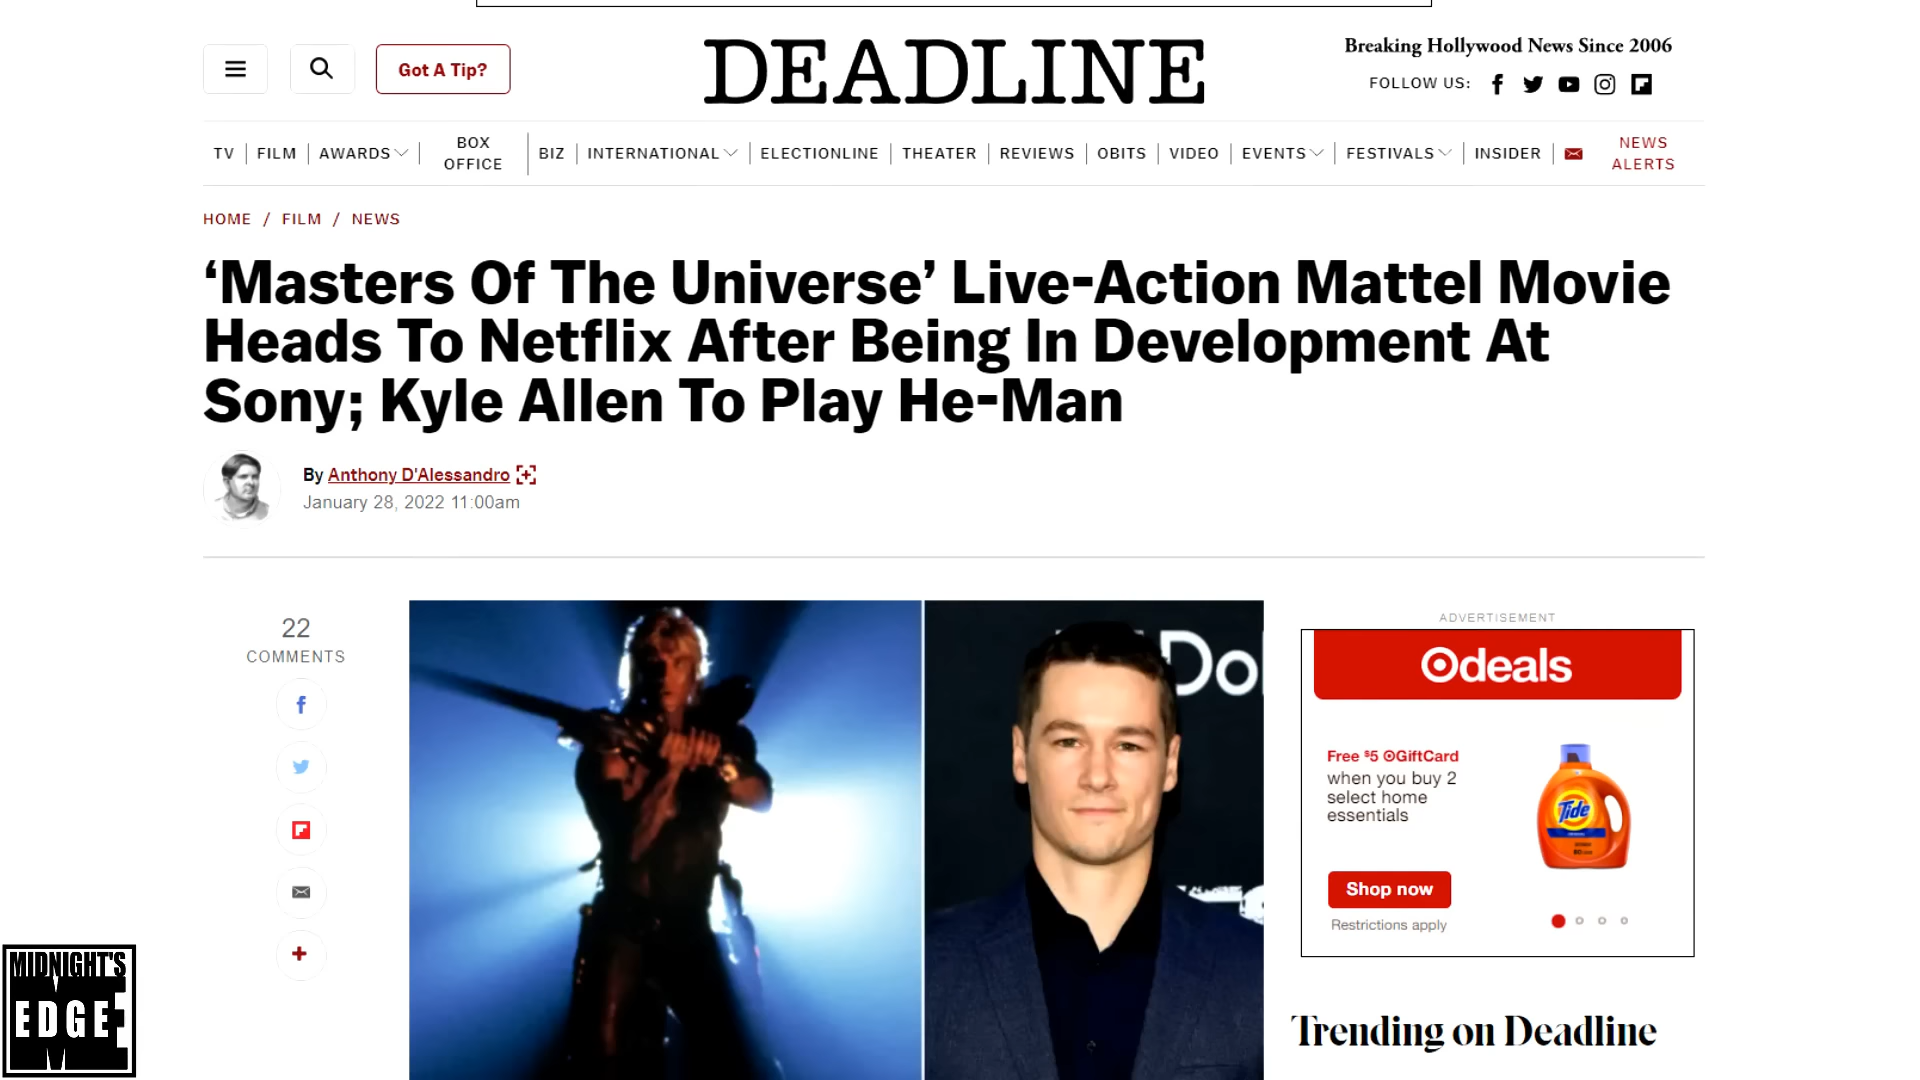 Got A Tip?
DEADLINE
Breaking Hollywood News Since 2006
FOLLOW US:
TV
FILM
AWARDS
BOX
OFFICE
BIZ
INTERNATIONAL
ELECTIONLINE
THEATER
REVIEWS
OBITS
VIDEO
EVENTS
FESTIVALS
INSIDER
NEWS
ALERTS
HOME / FILM / NEWS
‘Masters Of The Universe’ Live-Action Mattel Movie
Heads To Netflix After Being In Development At
Sony; Kyle Allen To Play He-Man
By Anthony D'Alessandro
January 28, 2022 11:00am
22
COMMENTS
Do
ADVERTISEMENT
deals
Free $5 GiftCard
when you buy 2
select home
essentials
Tide
Shop now
Restrictions apply
Trending on Deadline
MIDNIGHT'S
EDGE